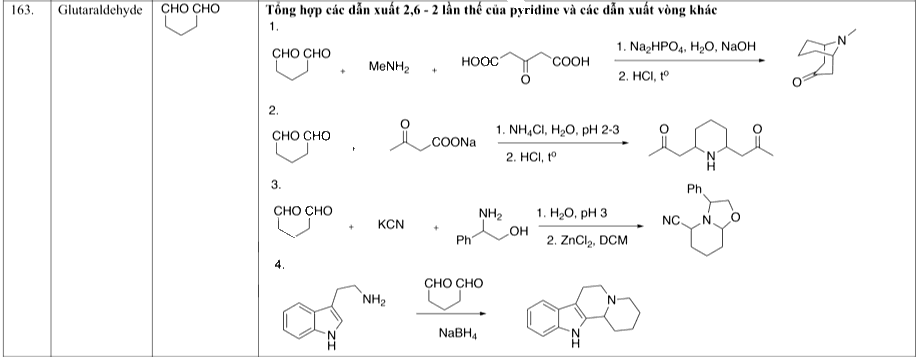 163. Glutaraldehyde CHO CHO Tổng hợp các dẫn xuất 2,6 - 2 lần thế của pyridine và các dẫn xuất vòng khác
1.
CHO CHO + MeNH2 + HOOC O COOH 1. Na2HPO4, H2O, NaOH
2. HCl, tº
N
O
2.
CHO CHO , O COONa 1. NH4Cl, H2O, pH 2-3
2. HCl, tº
O N H O
3.
CHO CHO + KCN + NH2 Ph OH 1. H2O, pH 3
2. ZnCl2, DCM
Ph
NC N O
4.
NH2
N
H
CHO CHO
NaBH4
N
N
H